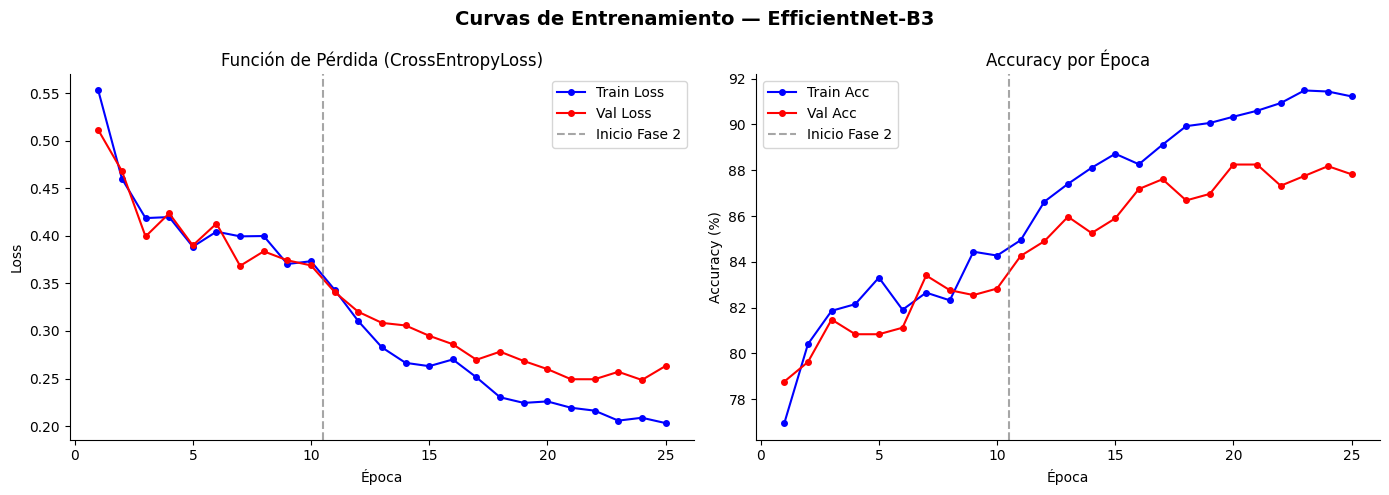 Curvas de Entrenamiento — EfficientNet-B3
Función de Pérdida (CrossEntropyLoss)
Train Loss
Val Loss
Inicio Fase 2
Loss
0.55
0.50
0.45
0.40
0.35
0.30
0.25
0.20
0
5
10
15
20
25
Época
Accuracy por Época
Train Acc
Val Acc
Inicio Fase 2
Accuracy (%)
92
90
88
86
84
82
80
78
0
5
10
15
20
25
Época